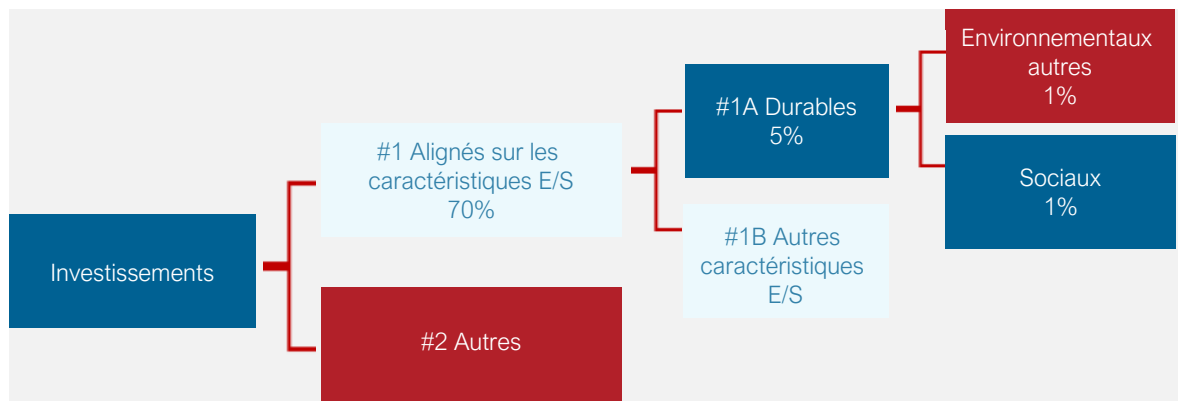 Investissements
#1 Alignés sur les
caractéristiques E/S
70%
#2 Autres
#1A Durables
5%
#1B Autres
caractéristiques
E/S
Environnementaux
autres
1%
Sociaux
1%